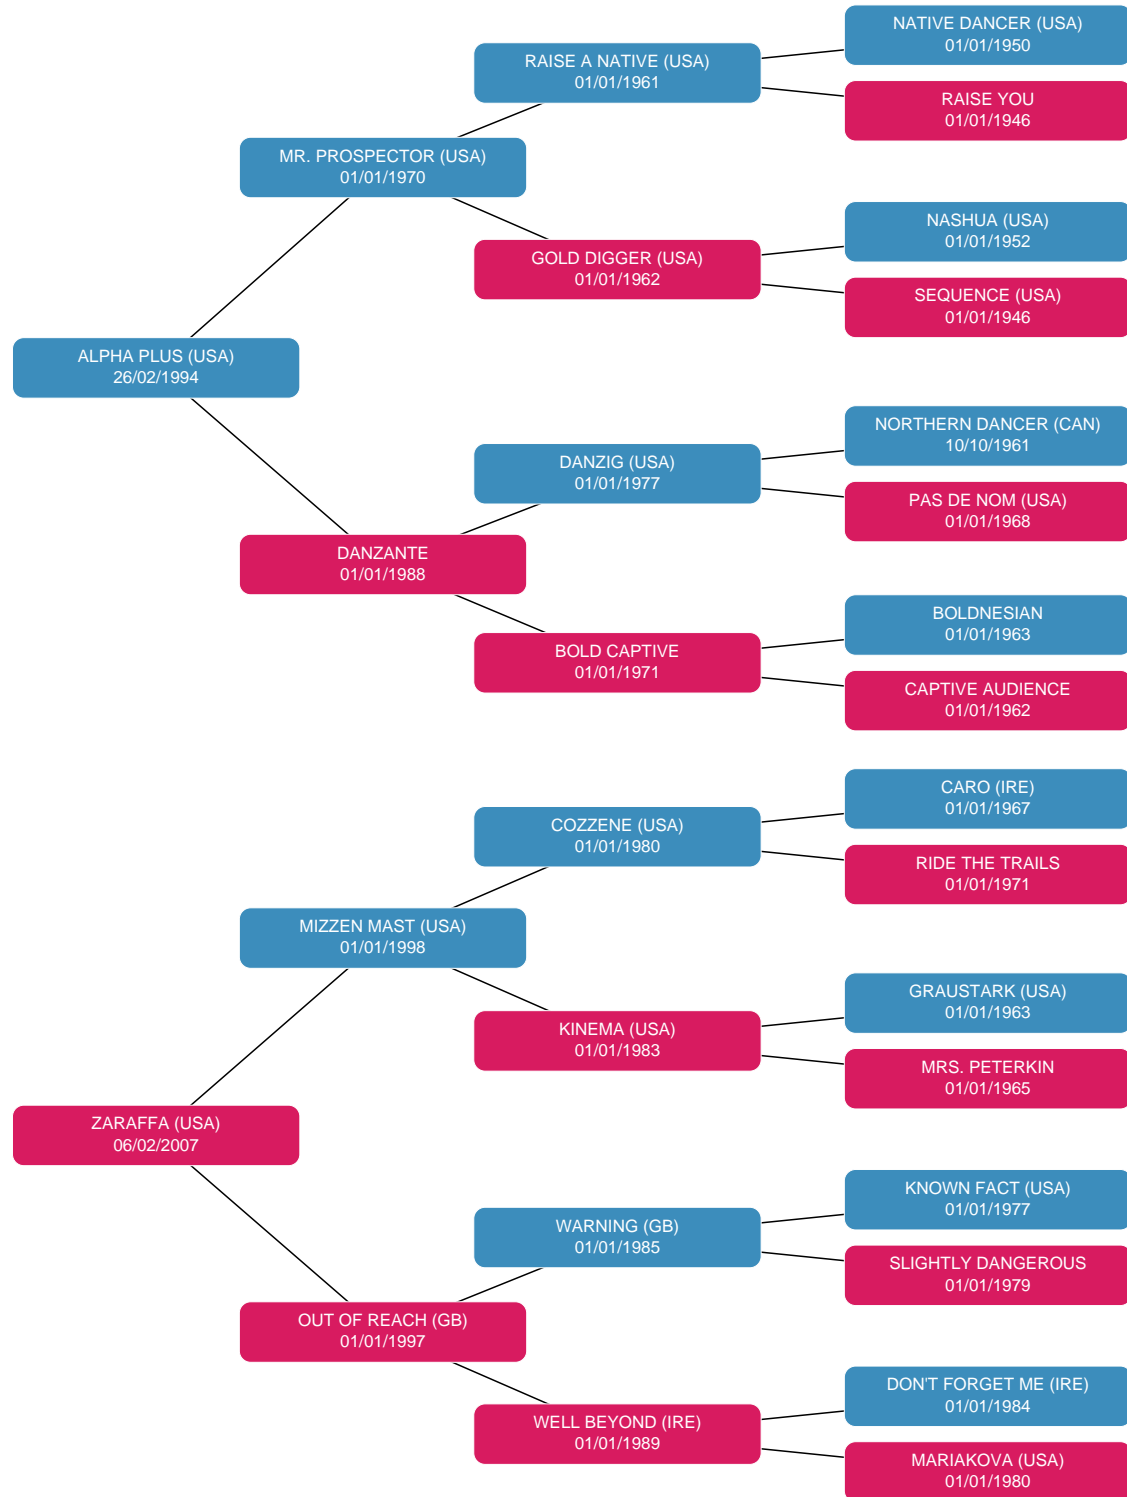 NATIVE DANCER (USA)
01/01/1950
RAISE A NATIVE (USA)
01/01/1961
RAISE YOU
01/01/1946
MR. PROSPECTOR (USA)
01/01/1970
NASHUA (USA)
01/01/1952
GOLD DIGGER (USA)
01/01/1962
SEQUENCE (USA)
01/01/1946
ALPHA PLUS (USA)
26/02/1994
NORTHERN DANCER (CAN)
10/10/1961
DANZIG (USA)
01/01/1977
PAS DE NOM (USA)
01/01/1968
DANZANTE
01/01/1988
BOLDNESIAN
01/01/1963
BOLD CAPTIVE
01/01/1971
CAPTIVE AUDIENCE
01/01/1962
CARO (IRE)
01/01/1967
COZZENE (USA)
01/01/1980
RIDE THE TRAILS
01/01/1971
MIZZEN MAST (USA)
01/01/1998
GRAUSTARK (USA)
01/01/1963
KINEMA (USA)
01/01/1983
MRS. PETERKIN
01/01/1965
ZARAFFA (USA)
06/02/2007
KNOWN FACT (USA)
01/01/1977
WARNING (GB)
01/01/1985
SLIGHTLY DANGEROUS
01/01/1979
OUT OF REACH (GB)
01/01/1997
DON'T FORGET ME (IRE)
01/01/1984
WELL BEYOND (IRE)
01/01/1989
MARIAKOVA (USA)
01/01/1980